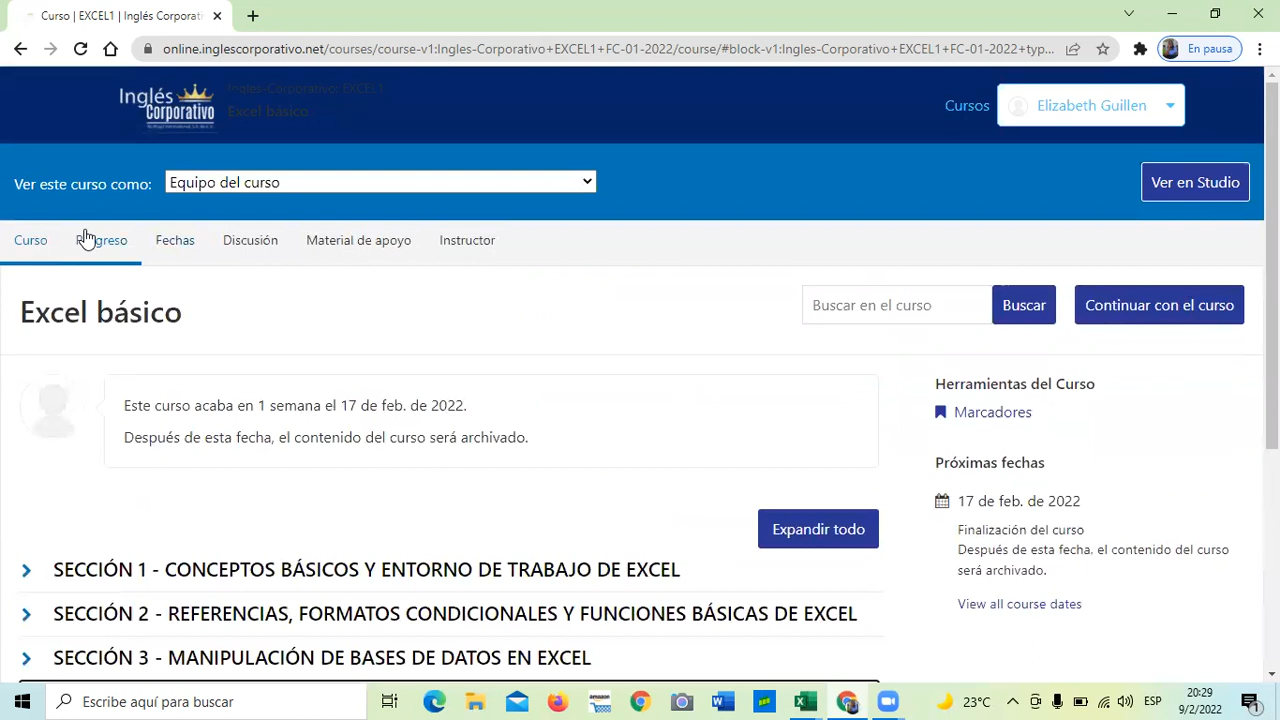 Curso | EXCEL1 | Inglés Corporati
En pausa
online.inglescorporativo.net/courses/course-v1:Ingles-Corporativo+EXCEL1+FC-01-2022/course/#block-v1:Ingles-Corporativo+EXCEL1+FC-01-2022+typ...
Inglés Corporativo
Ingles-Corporativo: EXCEL1
Excel básico
Cursos
Elizabeth Guillen
Ver este curso como:
Equipo del curso
Ver en Studio
Curso
Progreso
Fechas
Discusión
Material de apoyo
Instructor
Excel básico
Buscar en el curso
Buscar
Continuar con el curso
Este curso acaba en 1 semana el 17 de feb. de 2022.
Después de esta fecha, el contenido del curso será archivado.
Herramientas del Curso
Marcadores
Próximas fechas
17 de feb. de 2022
Finalización del curso
Después de esta fecha, el contenido del curso
será archivado.
View all course dates
Expandir todo
SECCIÓN 1 - CONCEPTOS BÁSICOS Y ENTORNO DE TRABAJO DE EXCEL
SECCIÓN 2 - REFERENCIAS, FORMATOS CONDICIONALES Y FUNCIONES BÁSICAS DE EXCEL
SECCIÓN 3 - MANIPULACIÓN DE BASES DE DATOS EN EXCEL
Escribe aquí para buscar
amazon
23°C
ESP
20:29
9/2/2022